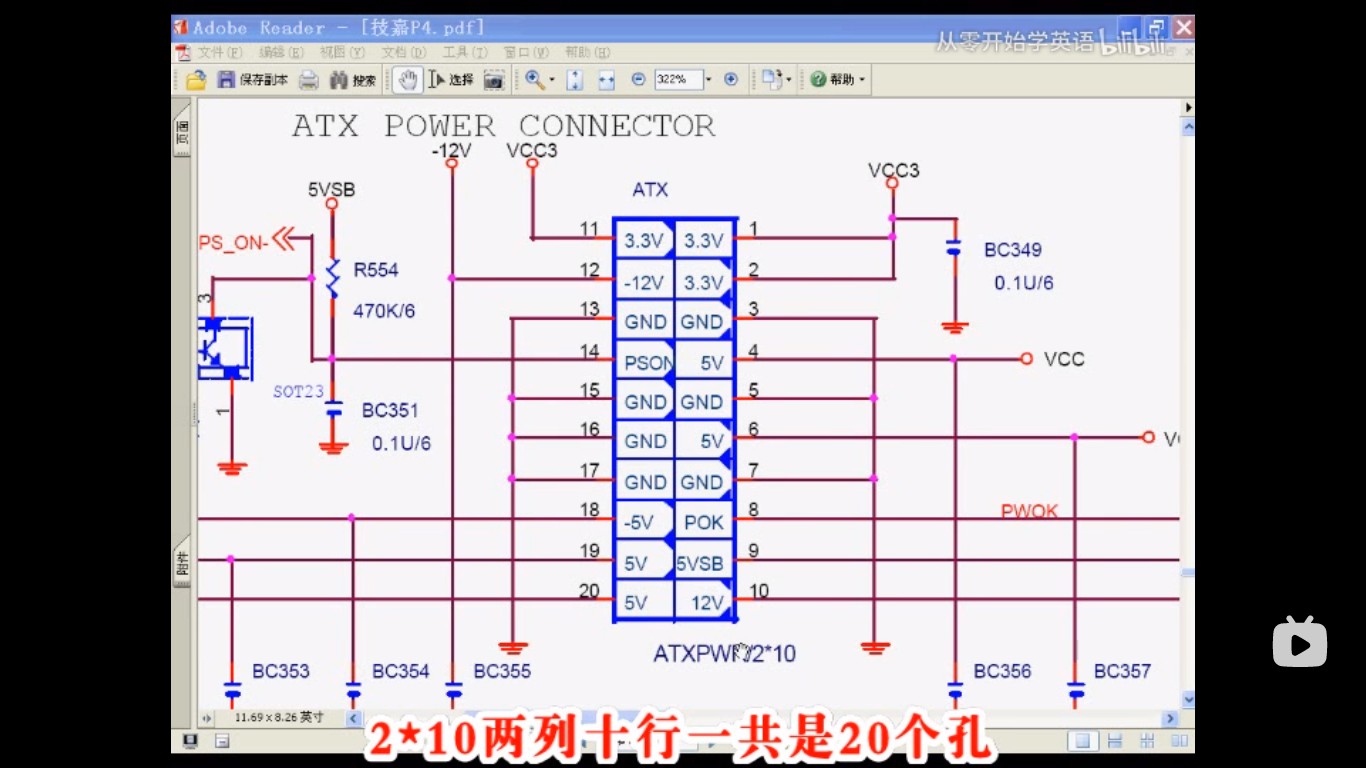 Adobe Reader - [技嘉P4.pdf]
从零开始学英语 bilibili
文件(F) 编辑(E) 视图(V) 文档(D) 工具(T) 窗口(W) 帮助(H)
保存副本 搜索 选择 322% 帮助
页面
ATX POWER CONNECTOR
-12V VCC3
VCC3
5VSB
ATX
PS_ON-
11 3.3V 3.3V 1
BC349
0.1U/6
R554
470K/6
12 -12V 3.3V 2
3
13 GND GND 3
14 PSON 5V 4 VCC
SOT23
15 GND GND 5
1
BC351
0.1U/6
16 GND 5V 6
17 GND GND 7
18 -5V POK 8 PWOK
附件
19 5V 5VSB 9
20 5V 12V 10
BC353 BC354 BC355 BC356 BC357
11.69 x 8.26 英寸
2*10两列十行一共是20个孔